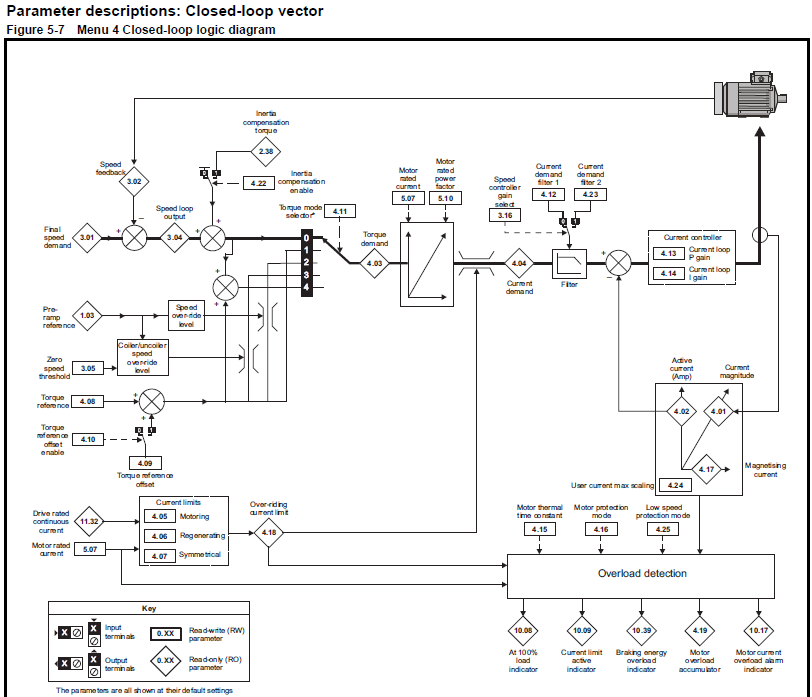 Parameter descriptions: Closed-loop vector
Figure 5-7 Menu 4 Closed-loop logic diagram
Inertia
compensation
torque
2.38
Speed
feedback
3.02
0 1
4.22
Inertia
compensation
enable
Final
speed
demand
3.01
Speed loop
output
3.04
Torque mode
selector*
4.11
0
1
2
3
4
Torque
demand
4.03
Motor
rated
current
5.07
Motor
rated
power
factor
5.10
Speed
controller
gain
select
3.16
Current
demand
filter 1
4.12
Current
demand
filter 2
4.23
0 1
4.04
Current
demand
Filter
Current controller
4.13
Current loop
P gain
4.14
Current loop
I gain
Pre-
ramp
reference
1.03
Speed
over-ride
level
Coiler/uncoiler
speed
over-ride
level
Zero
speed
threshold
3.05
Torque
reference
4.08
Torque
reference
offset
enable
4.10
0 1
4.09
Torque reference
offset
Active
current
(Amp)
Current
magnitude
4.02
4.01
4.17
Magnetising
current
User current max scaling
4.24
Drive rated
continuous
current
11.32
Motor rated
current
5.07
Current limits
4.05
Motoring
4.06
Regenerating
4.07
Symmetrical
Over-riding
current limit
4.18
Motor thermal
time constant
4.15
Motor protection
mode
4.16
Low speed
protection mode
4.25
Overload detection
10.08
At 100%
load
indicator
10.09
Current limit
active
indicator
10.39
Braking energy
overload
indicator
4.19
Motor
overload
accumulator
10.17
Motor current
overload alarm
indicator
Key
X
X
Input
terminals
0.XX
Read-write (RW)
parameter
X
X
Output
terminals
0.XX
Read-only (RO)
parameter
The parameters are all shown at their default settings